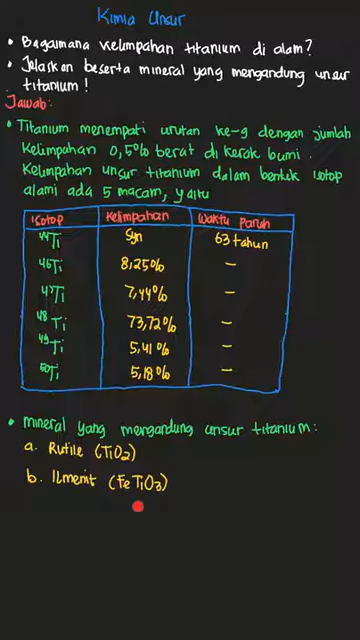 Kimia Unsur
• Bagaimana kelimpahan titanium di alam?
• Jelaskan beserta mineral yang mengandung unsur
titanium!
Jawab:
• Titanium menempati urutan ke-9 dengan jumlah
Kelimpahan 0,5% berat di kerak bumi.
Kelimpahan unsur titanium dalam bentuk isotop
alami ada 5 macam, yaitu
Isotop Kelimpahan Waktu Paruh
⁴⁴Ti Syn 63 tahun
⁴⁶Ti 8,25% –
⁴⁷Ti 7,44% –
⁴⁸Ti 73,72% –
⁴⁹Ti 5,41% –
⁵⁰Ti 5,18% –
• Mineral yang mengandung unsur titanium:
a. Rutile (TiO₂)
b. Ilmenit (FeTiO₃)